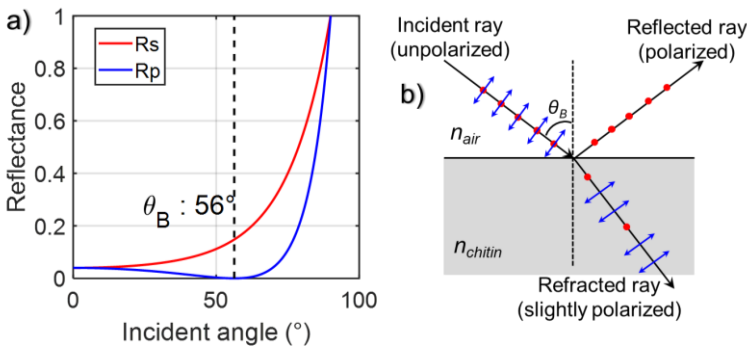 a)
Rs
Rp
1
0.8
0.6
0.4
0.2
0
θB : 56°
0
50
100
Reflectance
Incident angle (°)
b)
Incident ray
(unpolarized)
Reflected ray
(polarized)
θB
nair
nchitin
Refracted ray
(slightly polarized)